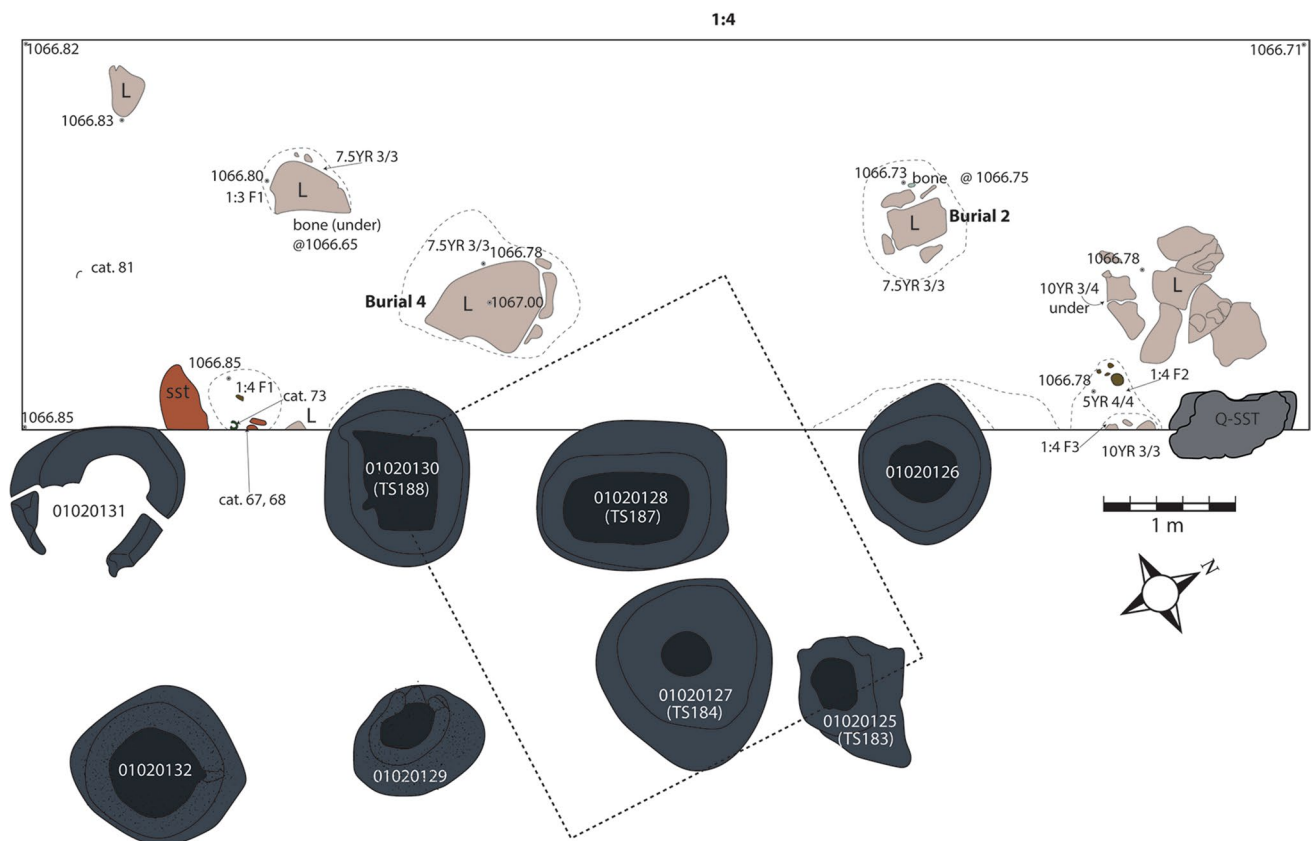 1:4
*1066.82
1066.71*
L
1066.83
*
7.5YR 3/3
1066.80
*
1:3 F1
L
bone (under)
@1066.65
1066.73
*
bone @ 1066.75
L
Burial 2
7.5YR 3/3
cat. 81
7.5YR 3/3
1066.78
*
Burial 4
L
*1067.00
1066.78
*
10YR 3/4
under
L
1066.85
*
1:4 F1
sst
cat. 73
L
1066.78
*
1:4 F2
5YR 4/4
1066.85
*
1:4 F3
10YR 3/3
Q-SST
cat. 67, 68
01020131
01020130
(TS188)
01020128
(TS187)
01020126
1 m
N
01020127
(TS184)
01020125
(TS183)
01020132
01020129